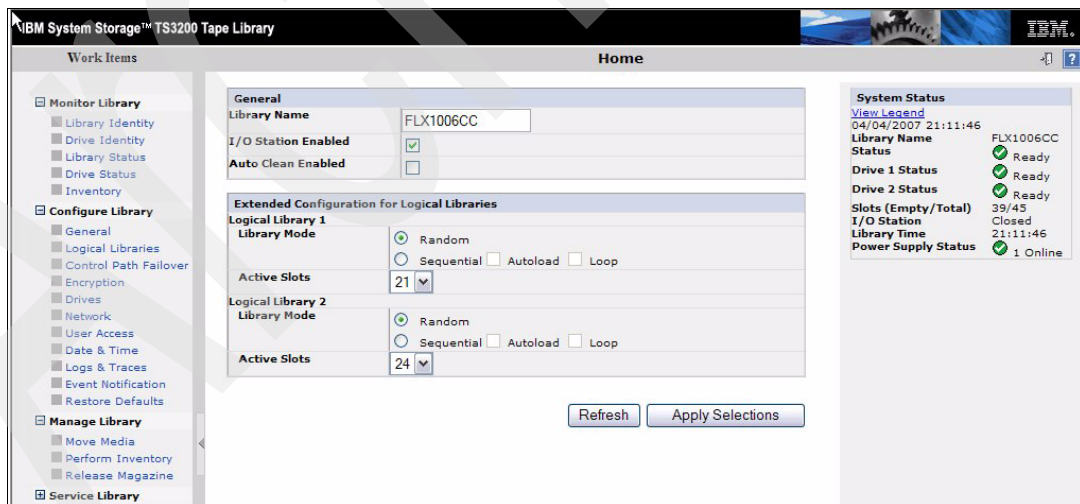 IBM System Storage™ TS3200 Tape Library
IBM.
Work Items
Home
?
Monitor Library
Library Identity
Drive Identity
Library Status
Drive Status
Inventory
Configure Library
General
Logical Libraries
Control Path Failover
Encryption
Drives
Network
User Access
Date & Time
Logs & Traces
Event Notification
Restore Defaults
Manage Library
Move Media
Perform Inventory
Release Magazine
Service Library
General
Library Name FLX1006CC
I/O Station Enabled
Auto Clean Enabled
Extended Configuration for Logical Libraries
Logical Library 1
Library Mode Random
Sequential Autoload Loop
Active Slots 21
Logical Library 2
Library Mode Random
Sequential Autoload Loop
Active Slots 24
Refresh Apply Selections
System Status
View Legend
04/04/2007 21:11:46
Library Name FLX1006CC
Status Ready
Drive 1 Status Ready
Drive 2 Status Ready
Slots (Empty/Total) 39/45
I/O Station Closed
Library Time 21:11:46
Power Supply Status 1 Online